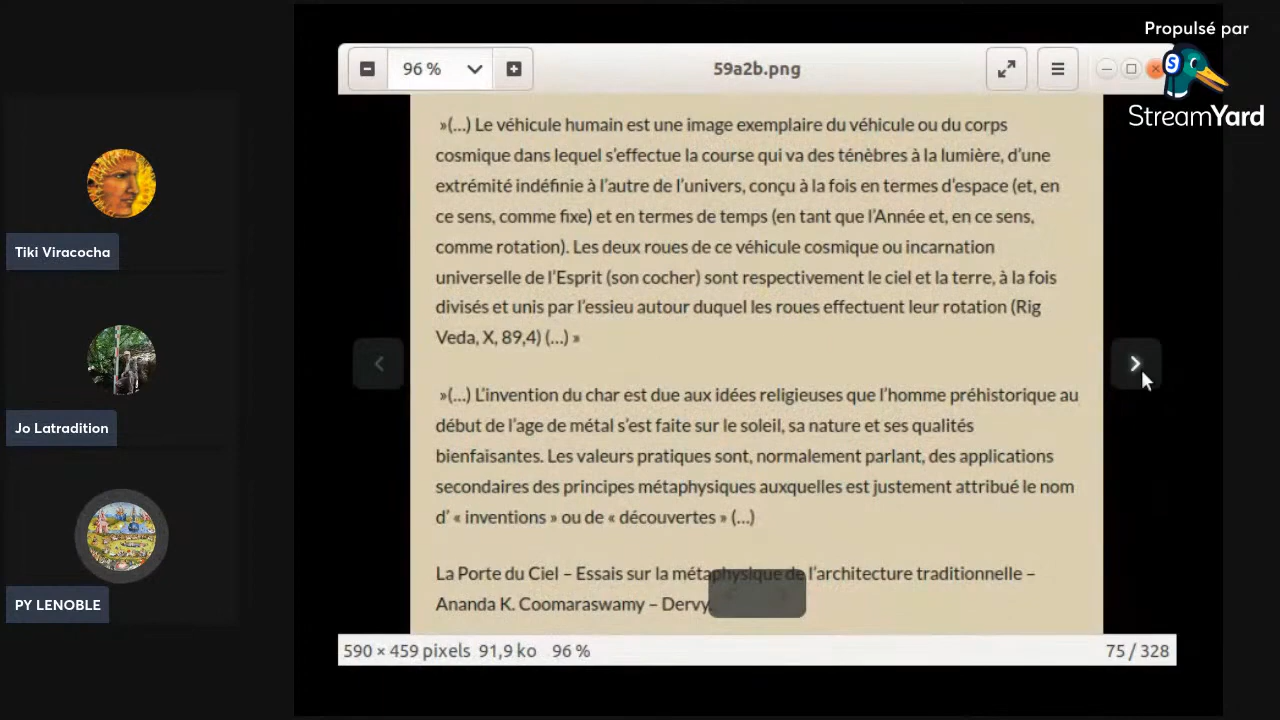 Propulsé par
StreamYard
96 %
59a2b.png
»(...) Le véhicule humain est une image exemplaire du véhicule ou du corps
cosmique dans lequel s’effectue la course qui va des ténèbres à la lumière, d’une
extrémité indéfinie à l’autre de l’univers, conçu à la fois en termes d’espace (et, en
ce sens, comme fixe) et en termes de temps (en tant que l’Année et, en ce sens,
comme rotation). Les deux roues de ce véhicule cosmique ou incarnation
universelle de l’Esprit (son cocher) sont respectivement le ciel et la terre, à la fois
divisés et unis par l’essieu autour duquel les roues effectuent leur rotation (Rig
Veda, X, 89,4) (...) »
»(...) L’invention du char est due aux idées religieuses que l’homme préhistorique au
début de l’age de métal s’est faite sur le soleil, sa nature et ses qualités
bienfaisantes. Les valeurs pratiques sont, normalement parlant, des applications
secondaires des principes métaphysiques auxquelles est justement attribué le nom
d’ « inventions » ou de « découvertes » (...)
La Porte du Ciel – Essais sur la métaphysique de l’architecture traditionnelle –
Ananda K. Coomaraswamy – Dervy.
590 × 459 pixels 91,9 ko 96 %
75 / 328
Tiki Viracocha
Jo Latradition
PY LENOBLE